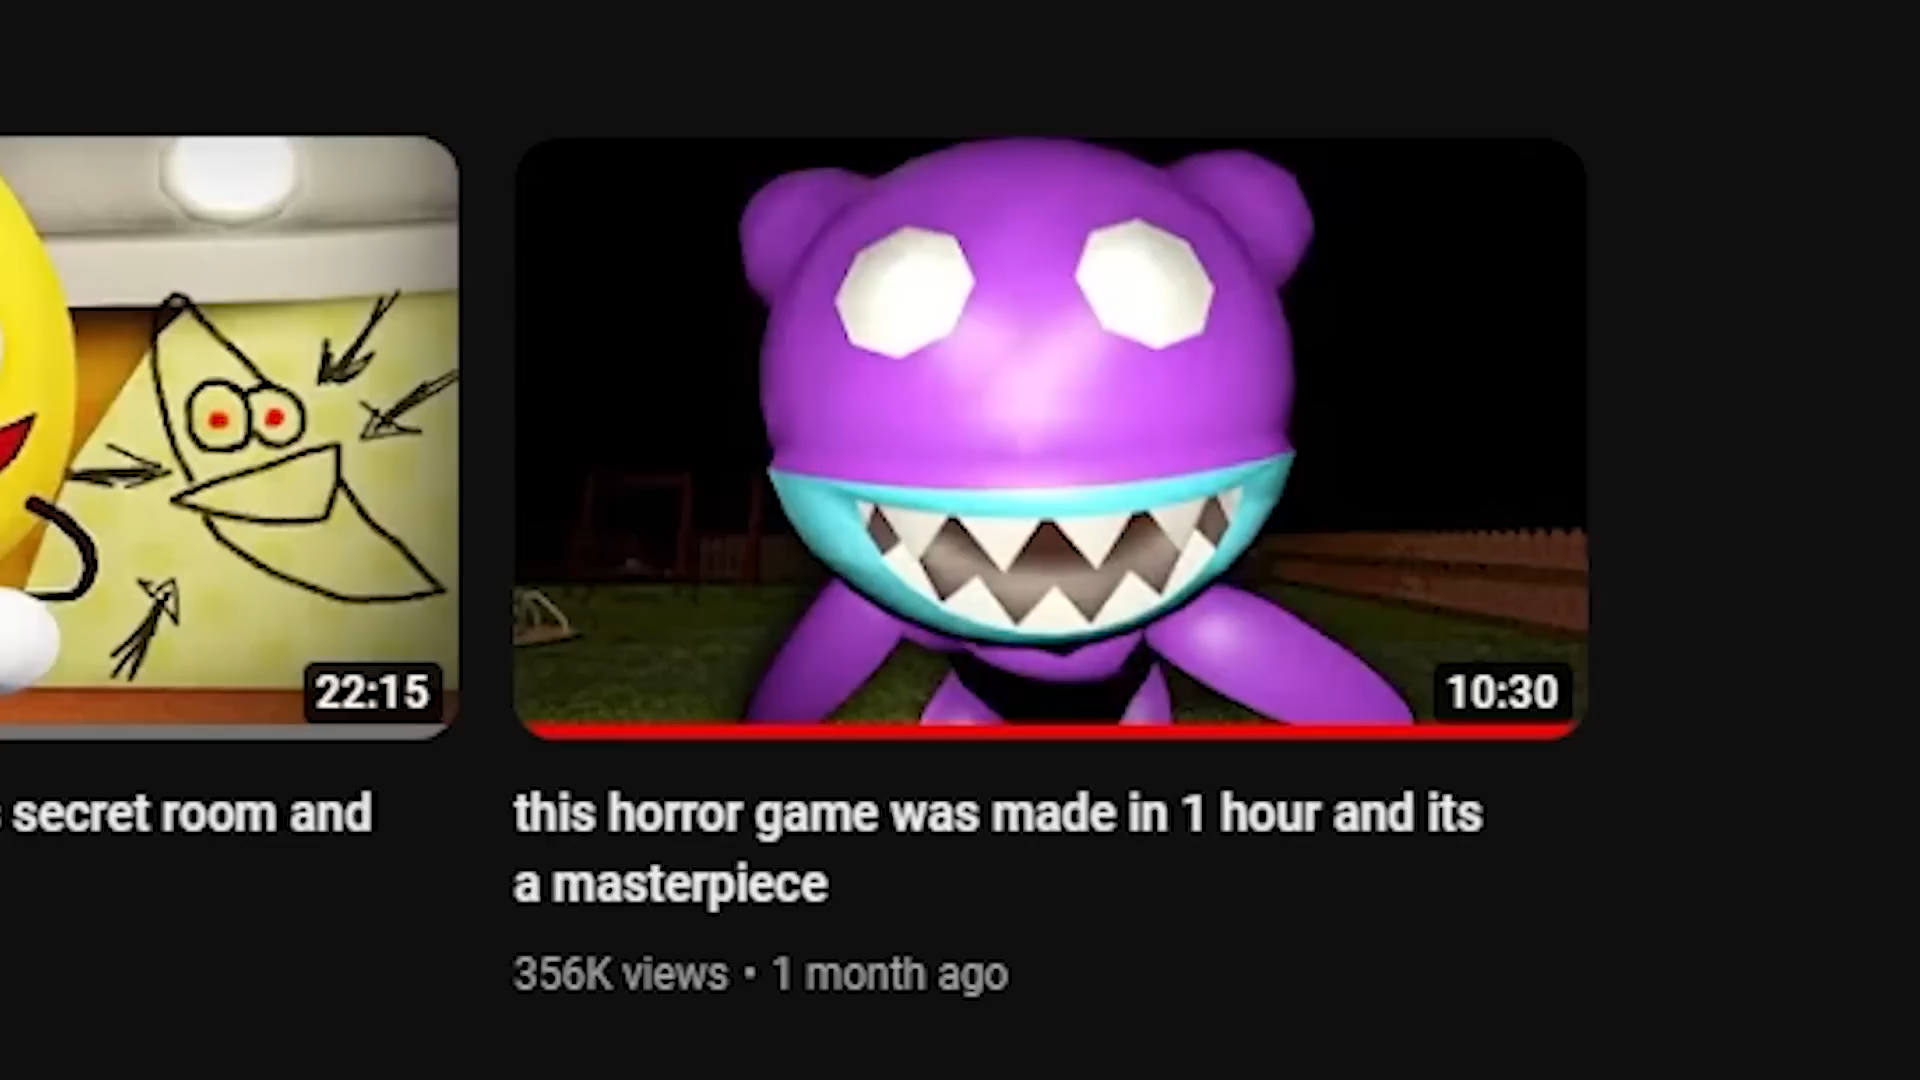 22:15
secret room and
10:30
this horror game was made in 1 hour and its
a masterpiece
356K views • 1 month ago